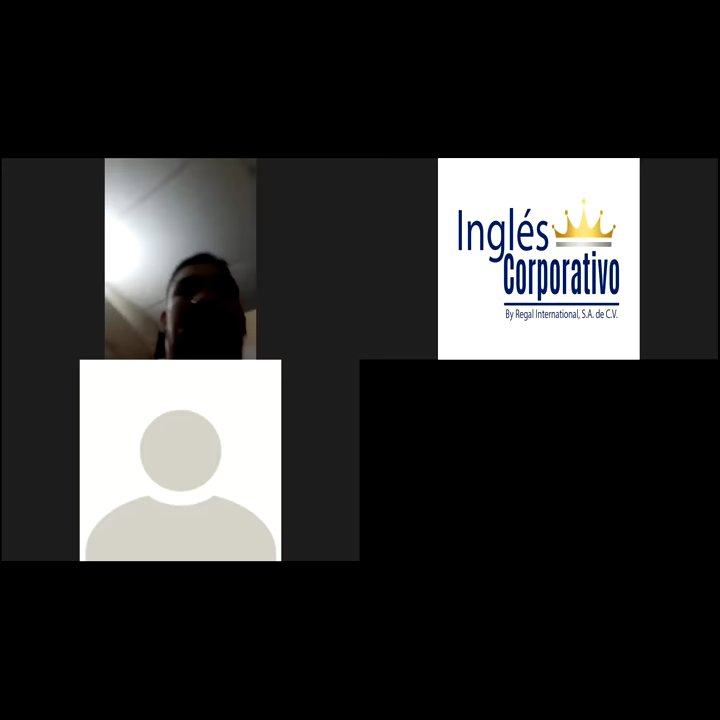 Inglés
Corporativo
By Regal International, S.A. de C.V.